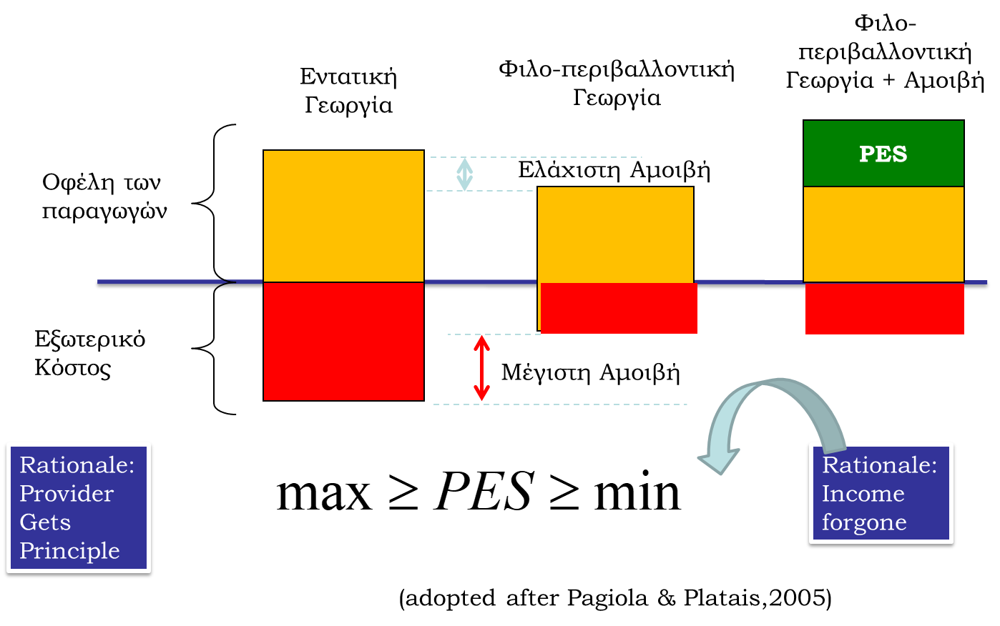 Εντατική
Γεωργία
Φιλο-περιβαλλοντική
Γεωργία
Φιλο-
περιβαλλοντική
Γεωργία + Αμοιβή
PES
Οφέλη των
παραγωγών
Ελάχιστη Αμοιβή
Εξωτερικό
Κόστος
Μέγιστη Αμοιβή
Rationale:
Provider
Gets
Principle
max ≥ PES ≥ min
Rationale:
Income
forgone
(adopted after Pagiola & Platais,2005)